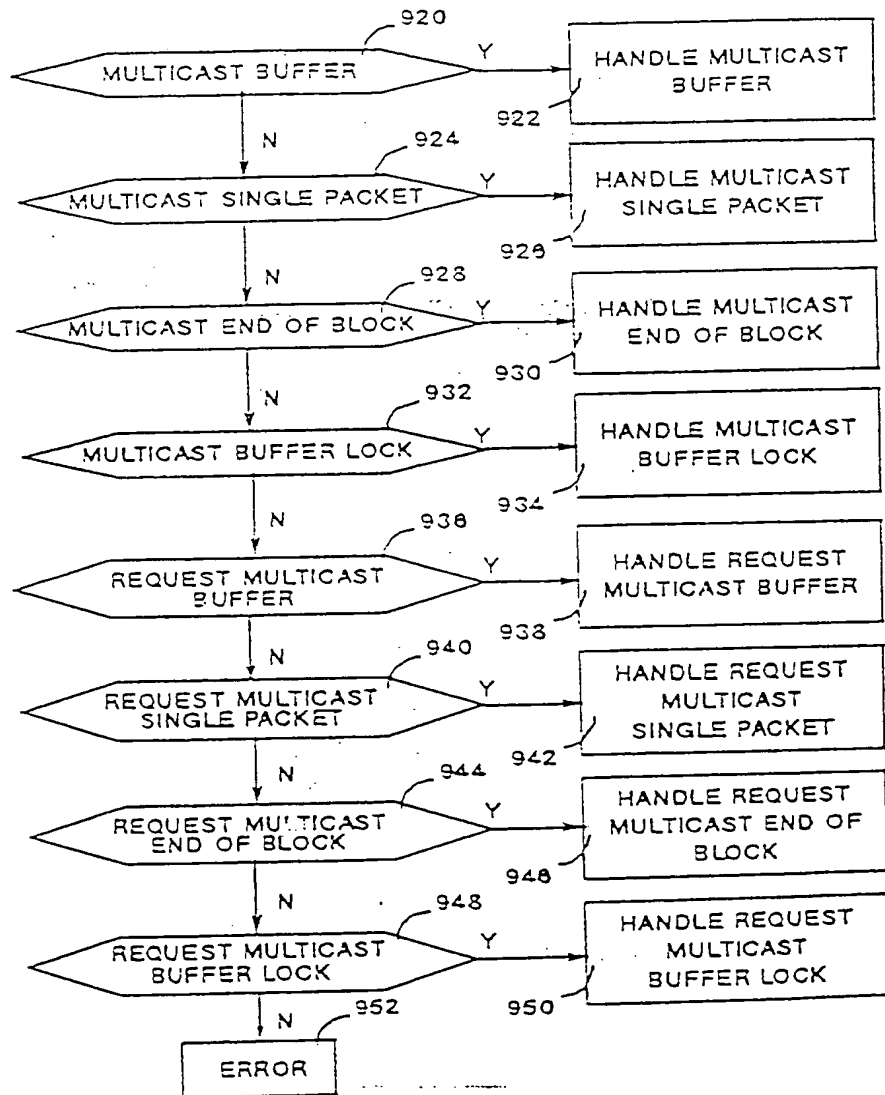 920
MULTICAST BUFFER
Y
HANDLE MULTICAST
BUFFER
922
N
924
MULTICAST SINGLE PACKET
Y
HANDLE MULTICAST
SINGLE PACKET
926
N
928
MULTICAST END OF BLOCK
Y
HANDLE MULTICAST
END OF BLOCK
930
N
932
MULTICAST BUFFER LOCK
Y
HANDLE MULTICAST
BUFFER LOCK
934
N
936
REQUEST MULTICAST
BUFFER
Y
HANDLE REQUEST
MULTICAST BUFFER
938
N
940
REQUEST MULTICAST
SINGLE PACKET
Y
HANDLE REQUEST
MULTICAST
SINGLE PACKET
942
N
944
REQUEST MULTICAST
END OF BLOCK
Y
HANDLE REQUEST
MULTICAST END OF
BLOCK
946
N
948
REQUEST MULTICAST
BUFFER LOCK
Y
HANDLE REQUEST
MULTICAST
BUFFER LOCK
950
N
952
ERROR